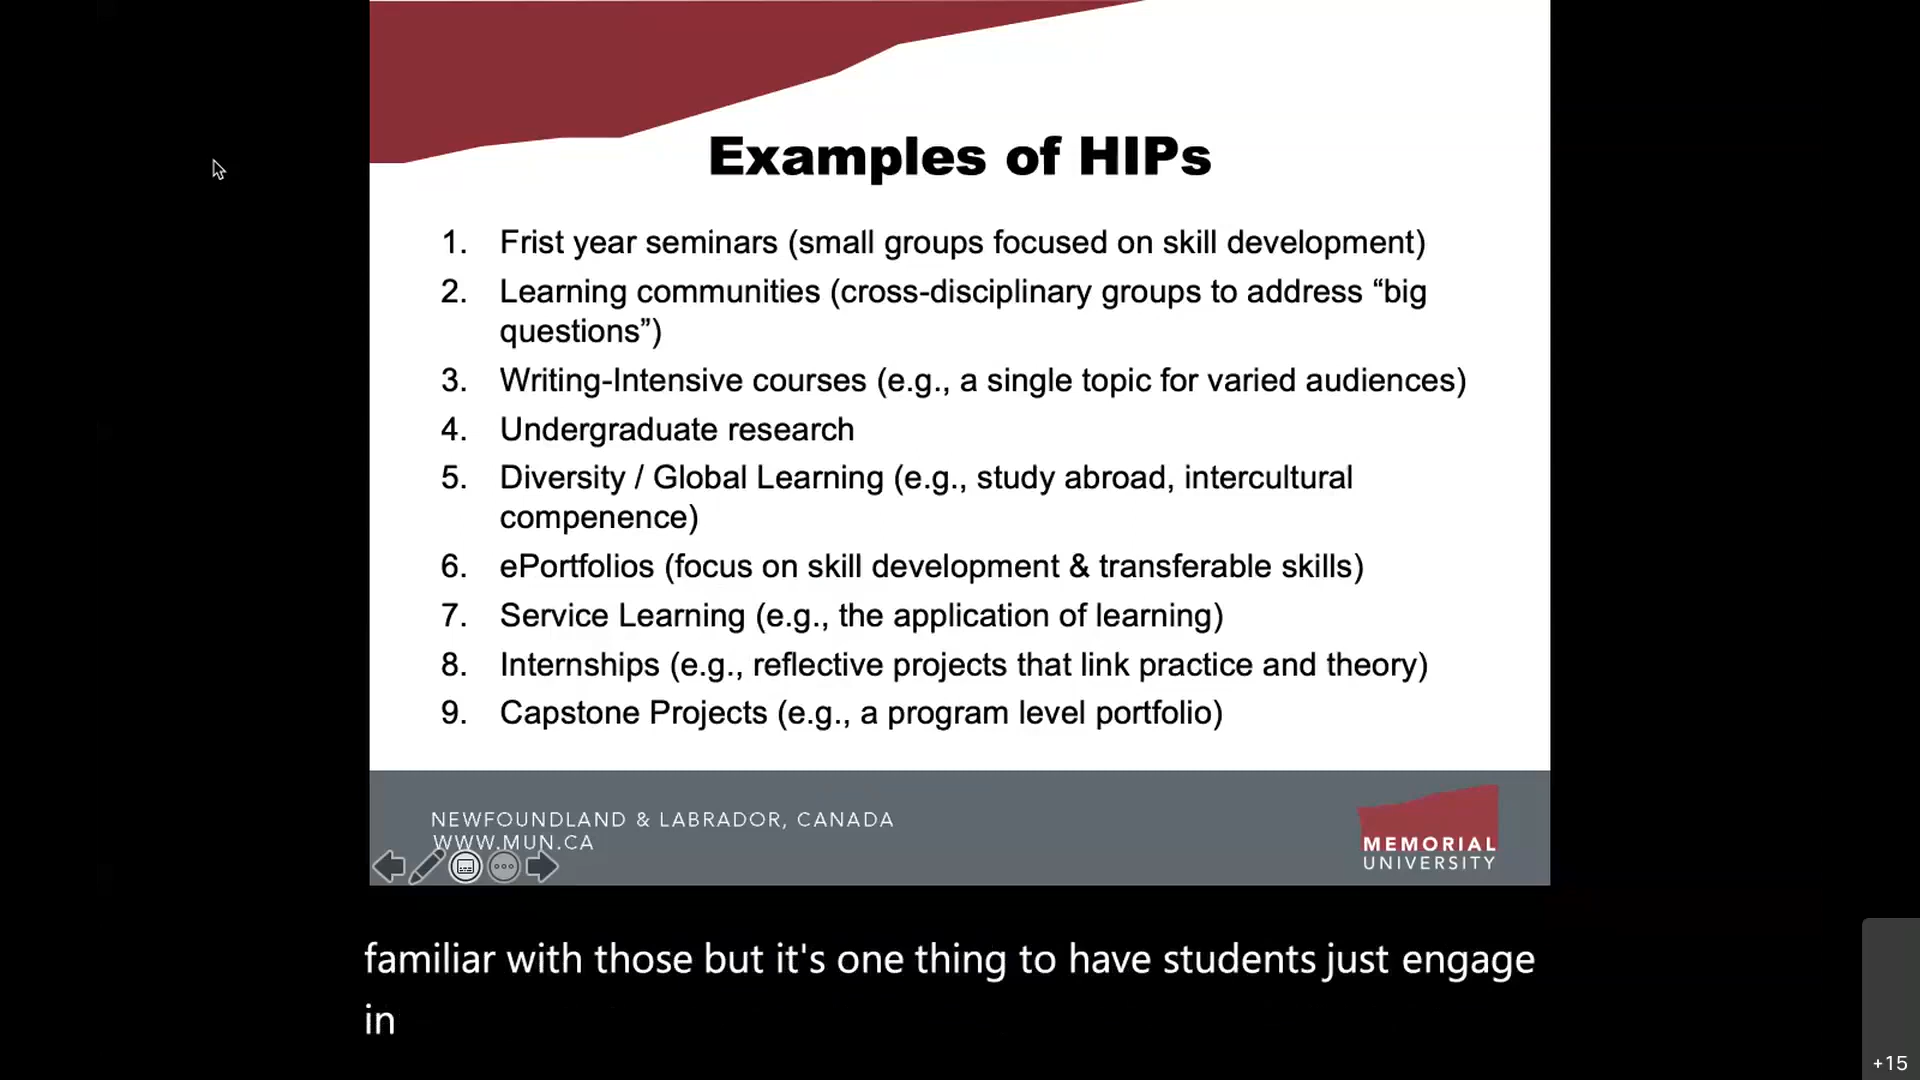 Examples of HIPs
1. Frist year seminars (small groups focused on skill development)
2. Learning communities (cross-disciplinary groups to address “big
questions”)
3. Writing-Intensive courses (e.g., a single topic for varied audiences)
4. Undergraduate research
5. Diversity / Global Learning (e.g., study abroad, intercultural
compenence)
6. ePortfolios (focus on skill development & transferable skills)
7. Service Learning (e.g., the application of learning)
8. Internships (e.g., reflective projects that link practice and theory)
9. Capstone Projects (e.g., a program level portfolio)
NEWFOUNDLAND & LABRADOR, CANADA
WWW.MUN.CA
MEMORIAL
UNIVERSITY
familiar with those but it's one thing to have students just engage
in
+15